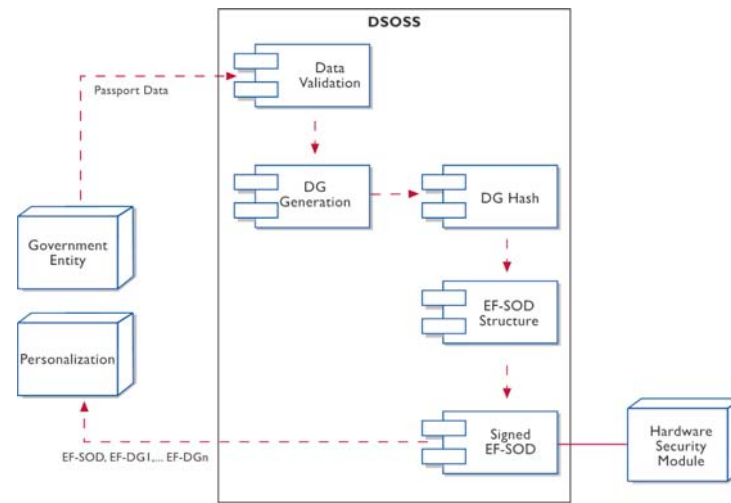 DSOSS
Data
Validation
Passport Data
DG
Generation
DG Hash
Government
Entity
EF-SOD
Structure
Personalization
Signed
EF-SOD
Hardware
Security
Module
EF-SOD, EF-DG1,... EF-DGn